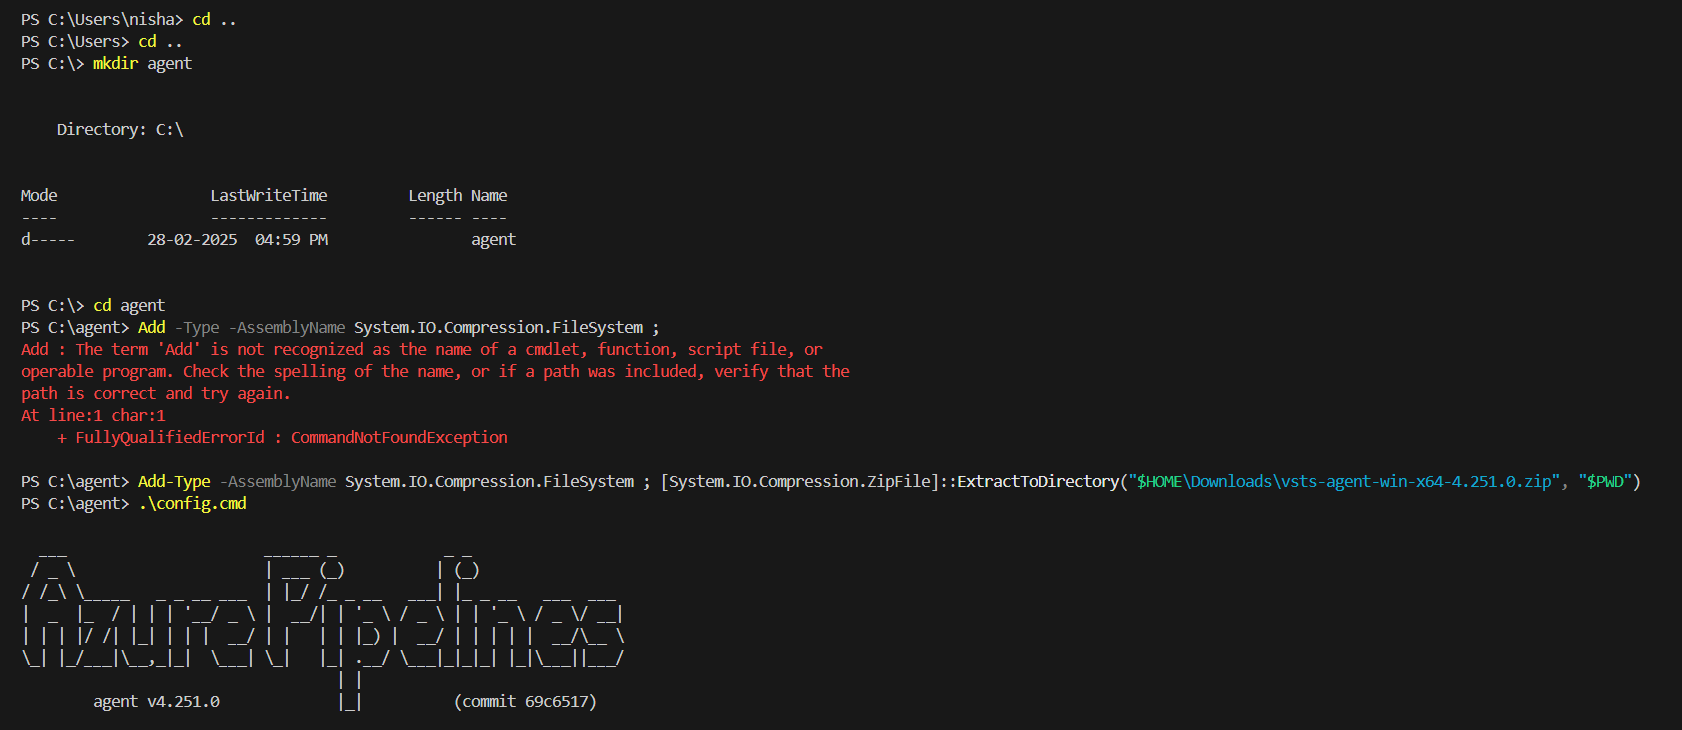 PS C:\Users\nisha> cd ..
PS C:\Users> cd ..
PS C:\> mkdir agent
    Directory: C:\
Mode                 LastWriteTime         Length Name
----                 -------------         ------ ----
d-----        28-02-2025  04:59 PM                agent
PS C:\> cd agent
PS C:\agent> Add -Type -AssemblyName System.IO.Compression.FileSystem ;
Add : The term 'Add' is not recognized as the name of a cmdlet, function, script file, or
operable program. Check the spelling of the name, or if a path was included, verify that the
path is correct and try again.
At line:1 char:1
    + FullyQualifiedErrorId : CommandNotFoundException
PS C:\agent> Add-Type -AssemblyName System.IO.Compression.FileSystem ; [System.IO.Compression.ZipFile]::ExtractToDirectory("$HOME\Downloads\vsts-agent-win-x64-4.251.0.zip", "$PWD")
PS C:\agent> .\config.cmd
Azure Pipelines
        agent v4.251.0                          (commit 69c6517)